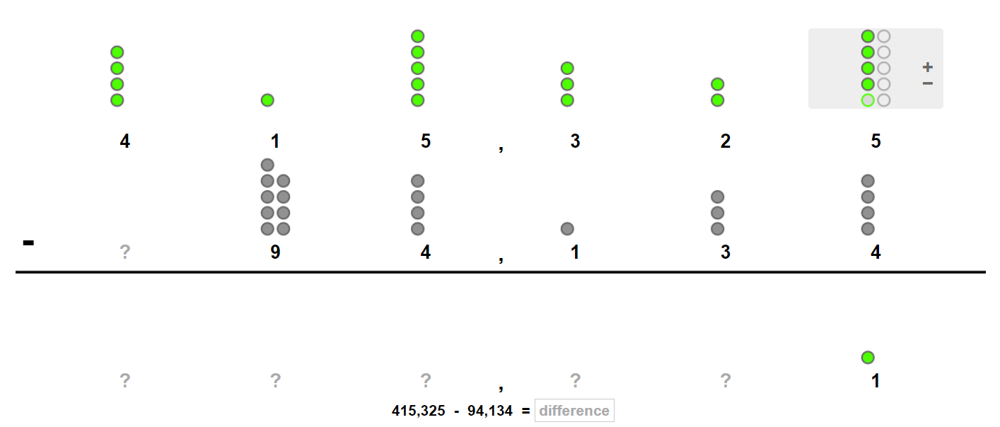 4 1 5 , 3 2 5
+
−
- ? 9 4 , 1 3 4
? ? ? , ? ? 1
415,325 - 94,134 = difference